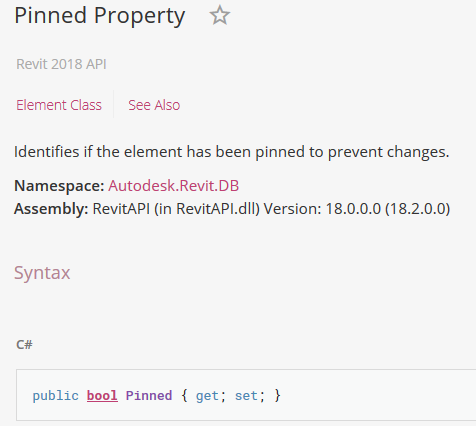 Pinned Property
Revit 2018 API
Element Class See Also
Identifies if the element has been pinned to prevent changes.
Namespace: Autodesk.Revit.DB
Assembly: RevitAPI (in RevitAPI.dll) Version: 18.0.0.0 (18.2.0.0)
Syntax
C#
public bool Pinned { get; set; }